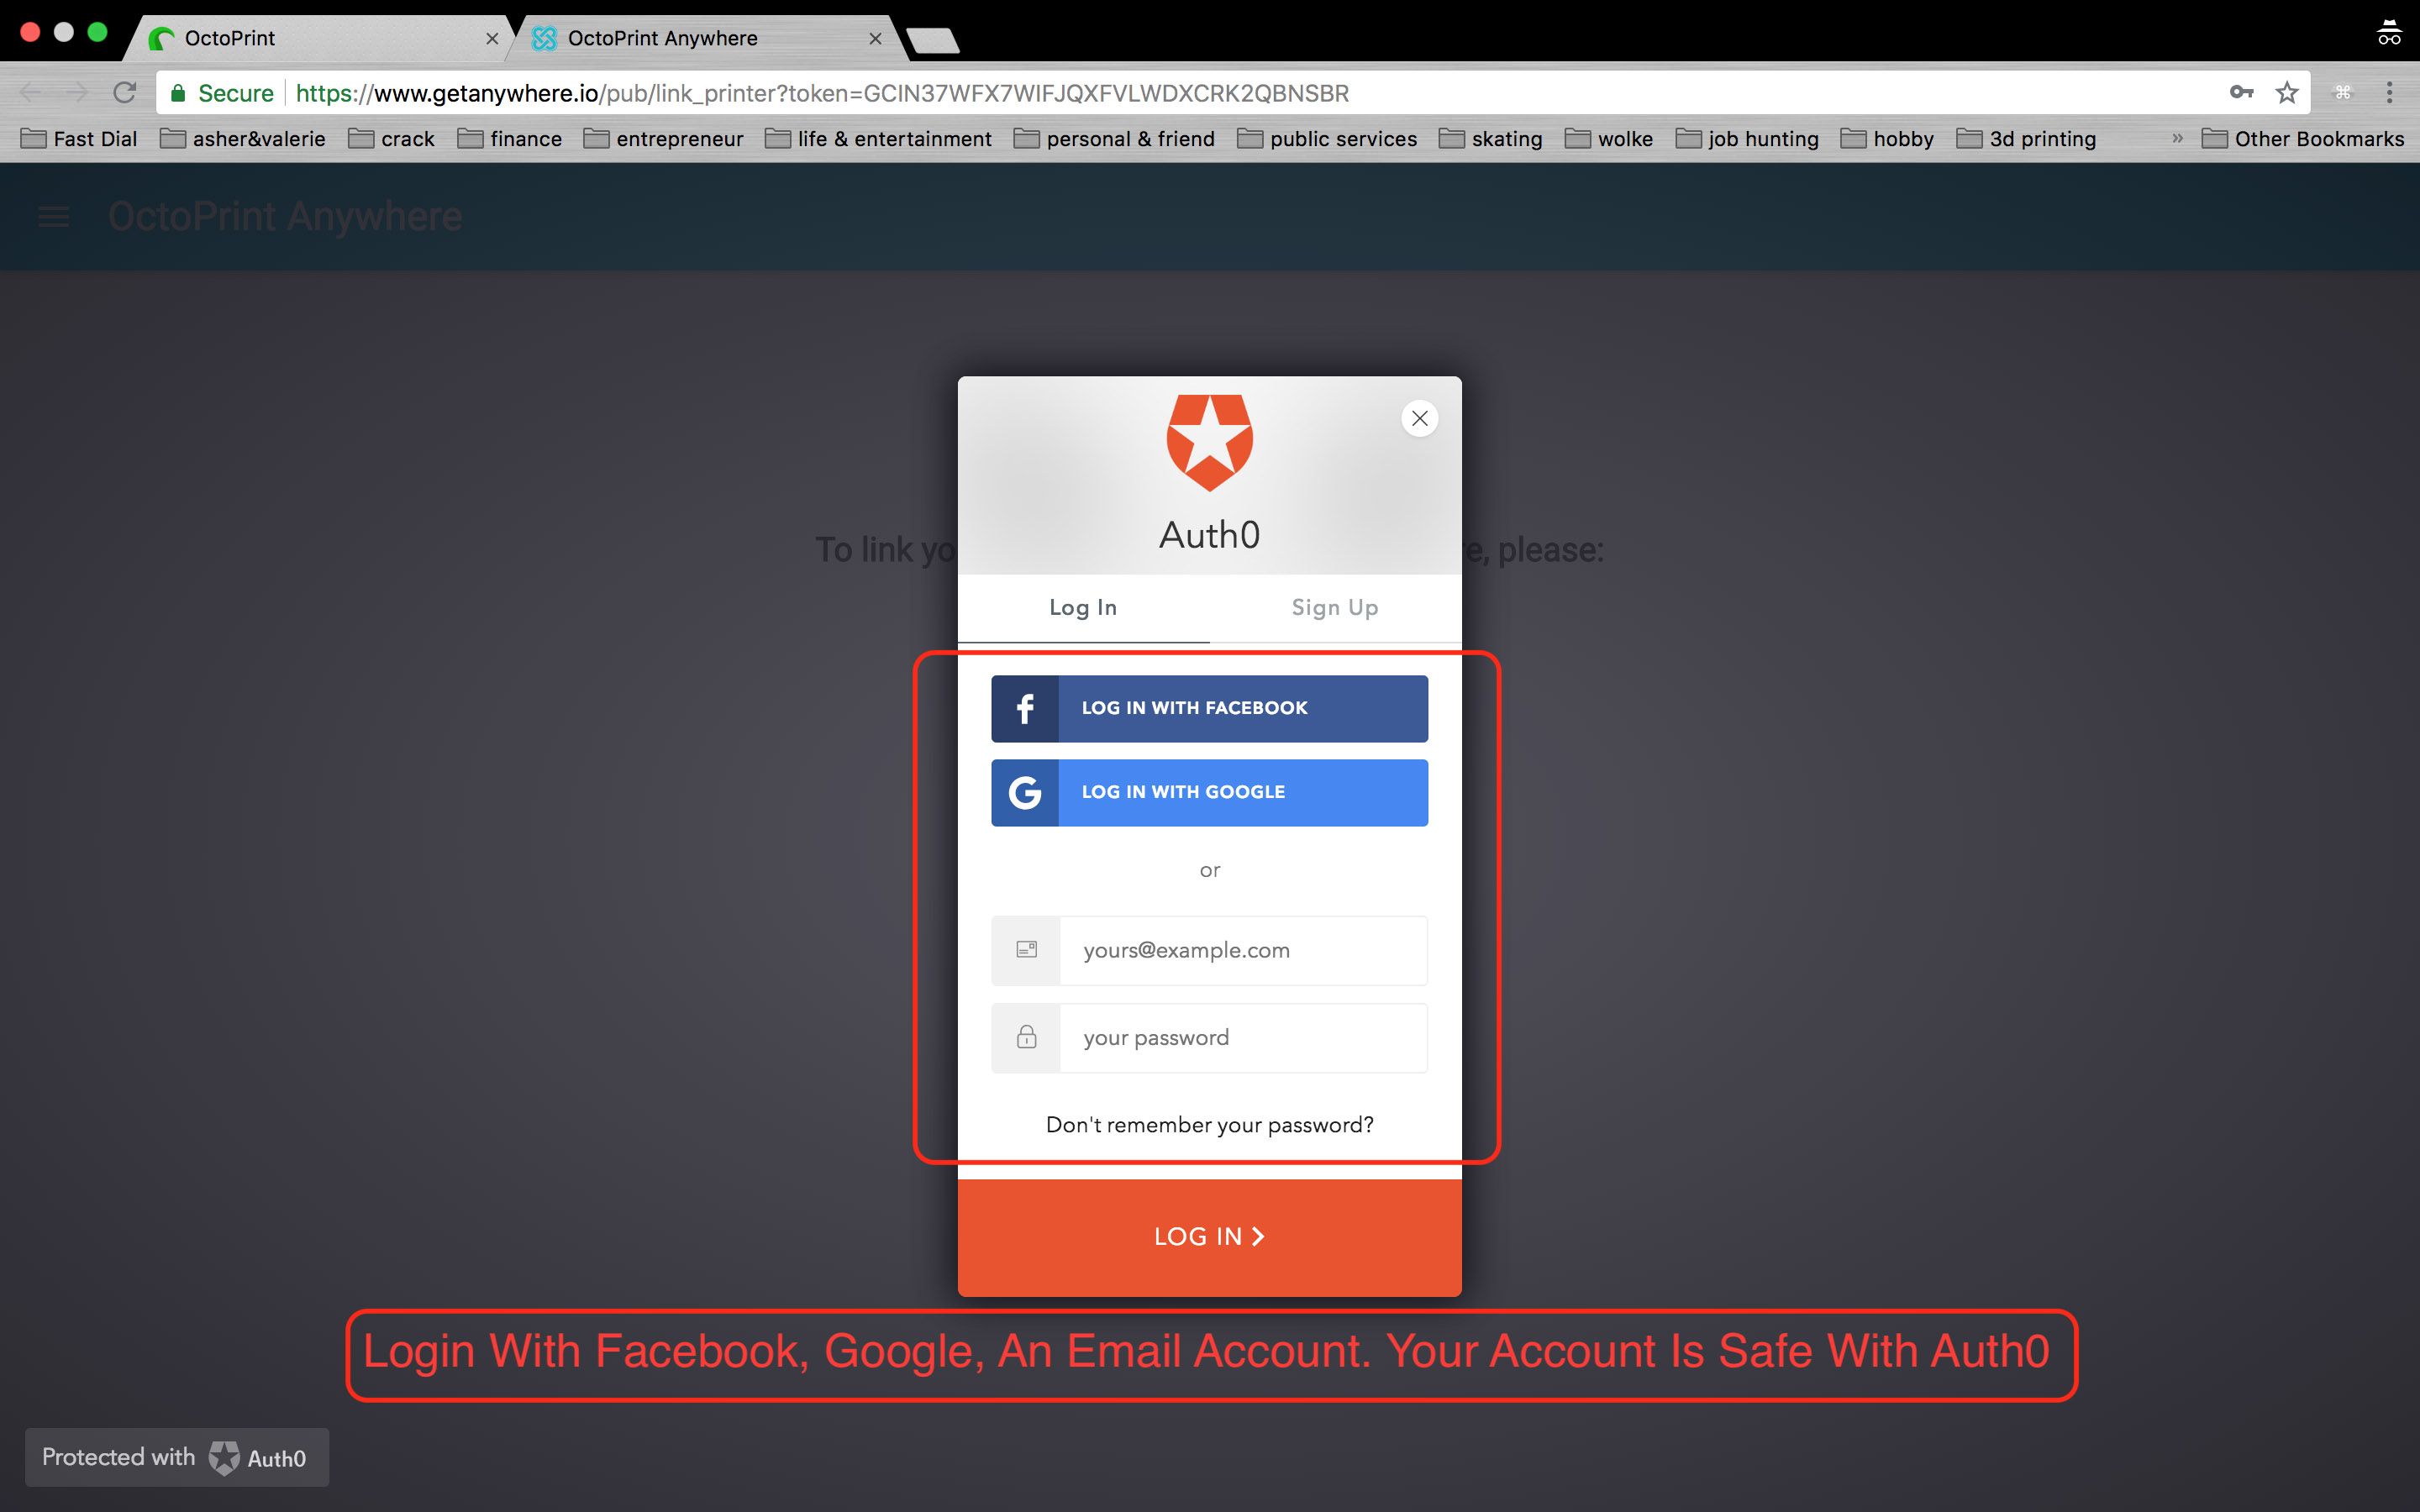 OctoPrint
OctoPrint Anywhere
Secure
https://www.getanywhere.io/pub/link_printer?token=GCIN37WFX7WIFJQXFVLWDXCRK2QBNSBR
Fast Dial asher&valerie crack finance entrepreneur life & entertainment personal & friend public services skating wolke job hunting hobby 3d printing » Other Bookmarks
OctoPrint Anywhere
Auth0
To link yo
e, please:
Log In
Sign Up
LOG IN WITH FACEBOOK
LOG IN WITH GOOGLE
or
yours@example.com
your password
Don't remember your password?
LOG IN
Login With Facebook, Google, An Email Account. Your Account Is Safe With Auth0
Protected with Auth0